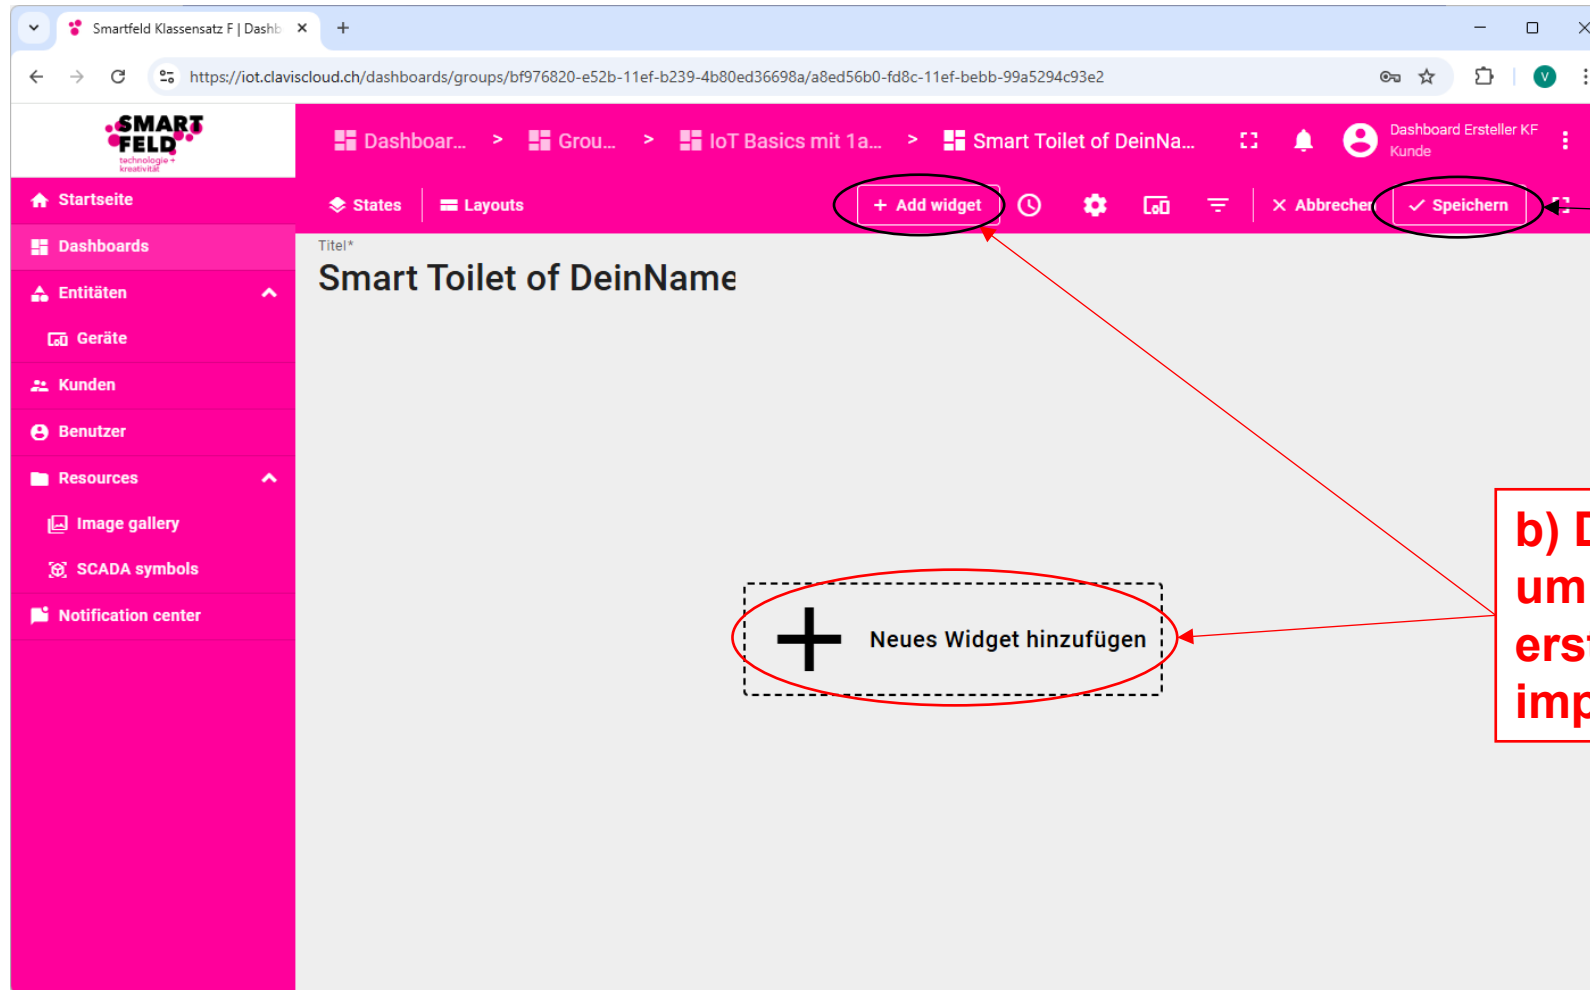 Smartfeld Klassensatz F | Dashb
https://iot.claviscloud.ch/dashboards/groups/bf976820-e52b-11ef-b239-4b80ed36698a/a8ed56b0-fd8c-11ef-bebb-99a5294c93e2
V
SMART
FELD
technologie +
kreativität
Dashboar... > Grou... > IoT Basics mit 1a... > Smart Toilet of DeinNa...
Dashboard Ersteller KF
Kunde
Startseite
Dashboards
Entitäten
Geräte
Kunden
Benutzer
Resources
Image gallery
SCADA symbols
Notification center
States
Layouts
+ Add widget
Abbrechen
Speichern
Titel*
Smart Toilet of DeinName
Neues Widget hinzufügen
b)
um